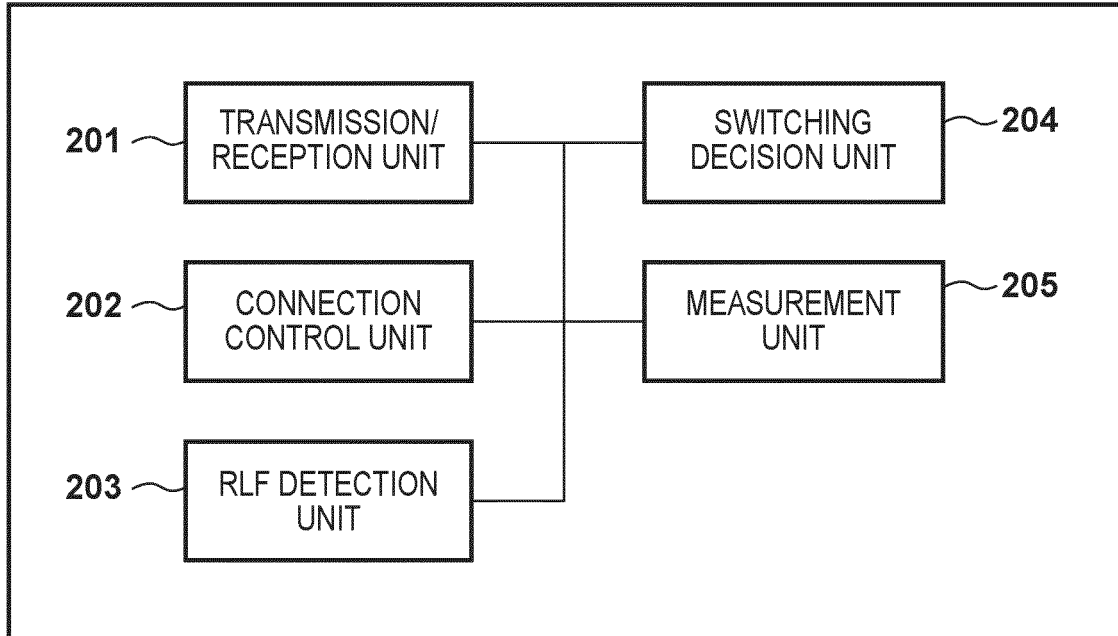 201
TRANSMISSION/
RECEPTION UNIT
SWITCHING
DECISION UNIT
204
202
CONNECTION
CONTROL UNIT
MEASUREMENT
UNIT
205
203
RLF DETECTION
UNIT